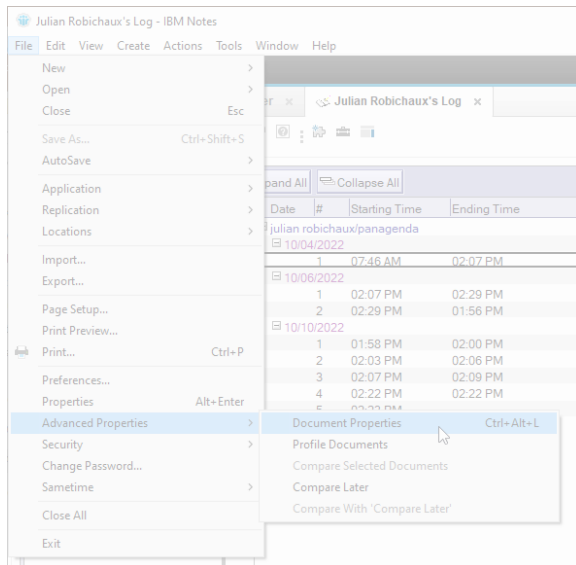 Julian Robichaux's Log - IBM Notes
File Edit View Create Actions Tools Window Help
New
Open
Close Esc
Save As... Ctrl+Shift+S
AutoSave
Application
Replication
Locations
Import...
Export...
Page Setup...
Print Preview...
Print... Ctrl+P
Preferences...
Properties Alt+Enter
Advanced Properties
Security
Change Password...
Sametime
Close All
Exit
Document Properties Ctrl+Alt+L
Profile Documents
Compare Selected Documents
Compare Later
Compare With 'Compare Later'
Julian Robichaux's Log
pand All Collapse All
Date # Starting Time Ending Time
julian robichaux/panagenda
10/04/2022
1 07:46 AM 02:07 PM
10/06/2022
1 02:07 PM 02:29 PM
2 02:29 PM 01:56 PM
10/10/2022
1 01:58 PM 02:00 PM
2 02:03 PM 02:06 PM
3 02:07 PM 02:09 PM
4 02:22 PM 02:22 PM